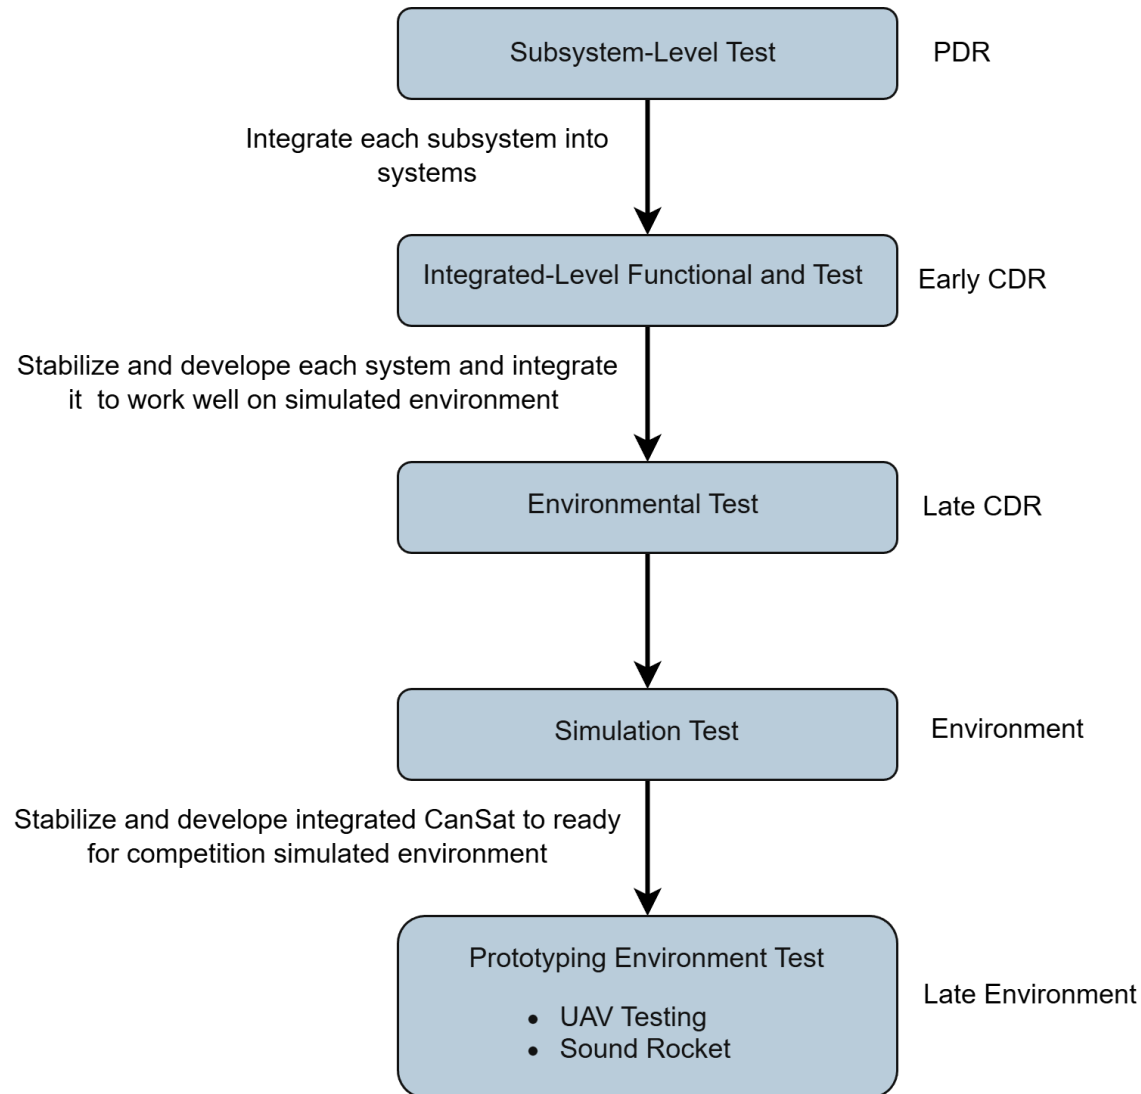 Subsystem-Level Test
PDR
Integrate each subsystem into
systems
Integrated-Level Functional and Test
Early CDR
Stabilize and develope each system and integrate
it to work well on simulated environment
Environmental Test
Late CDR
Simulation Test
Environment
Stabilize and develope integrated CanSat to ready
for competition simulated environment
Prototyping Environment Test
• UAV Testing
• Sound Rocket
Late Environment